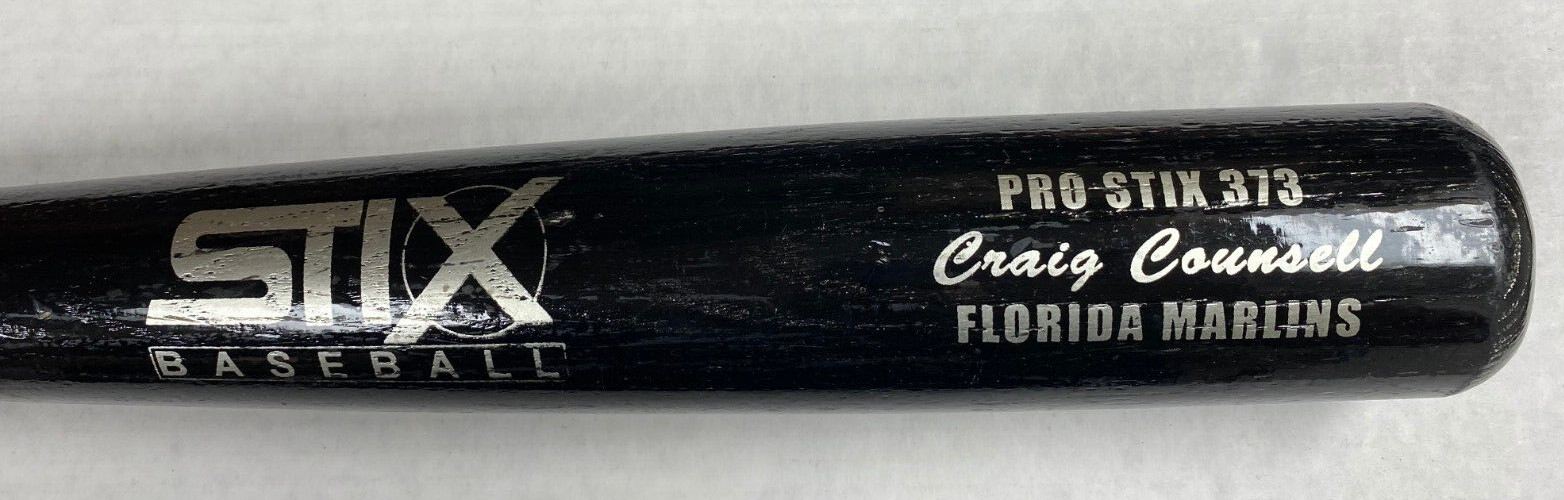 STIX
BASEBALL
PRO STIX 373
Craig Counsell
FLORIDA MARLINS